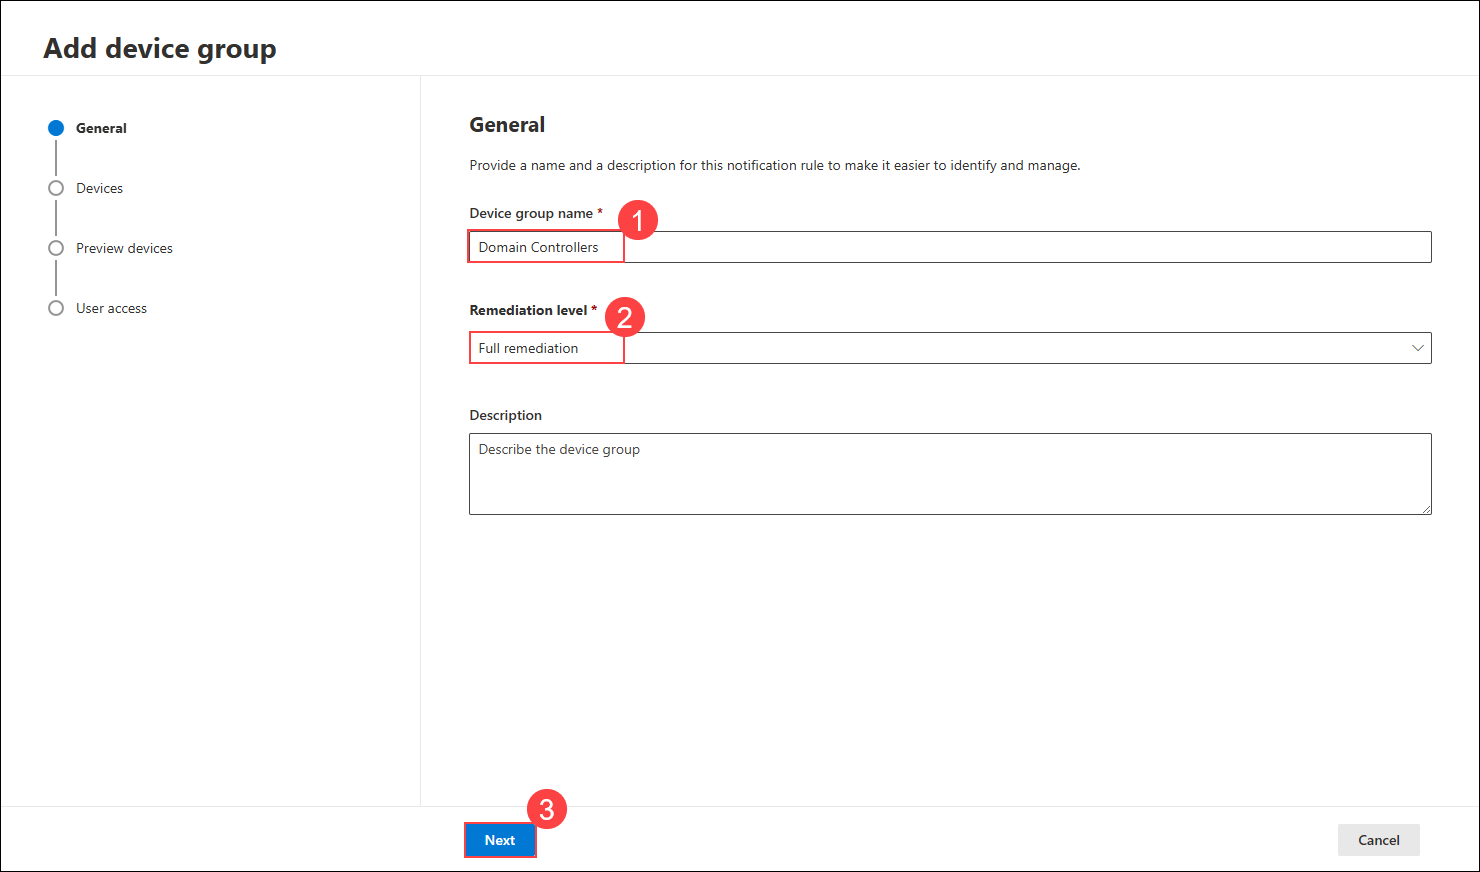 Add device group
General
Devices
Preview devices
User access
General
Provide a name and a description for this notification rule to make it easier to identify and manage.
Device group name *
1
Domain Controllers
Remediation level *
2
Full remediation
Description
Describe the device group
3
Next
Cancel